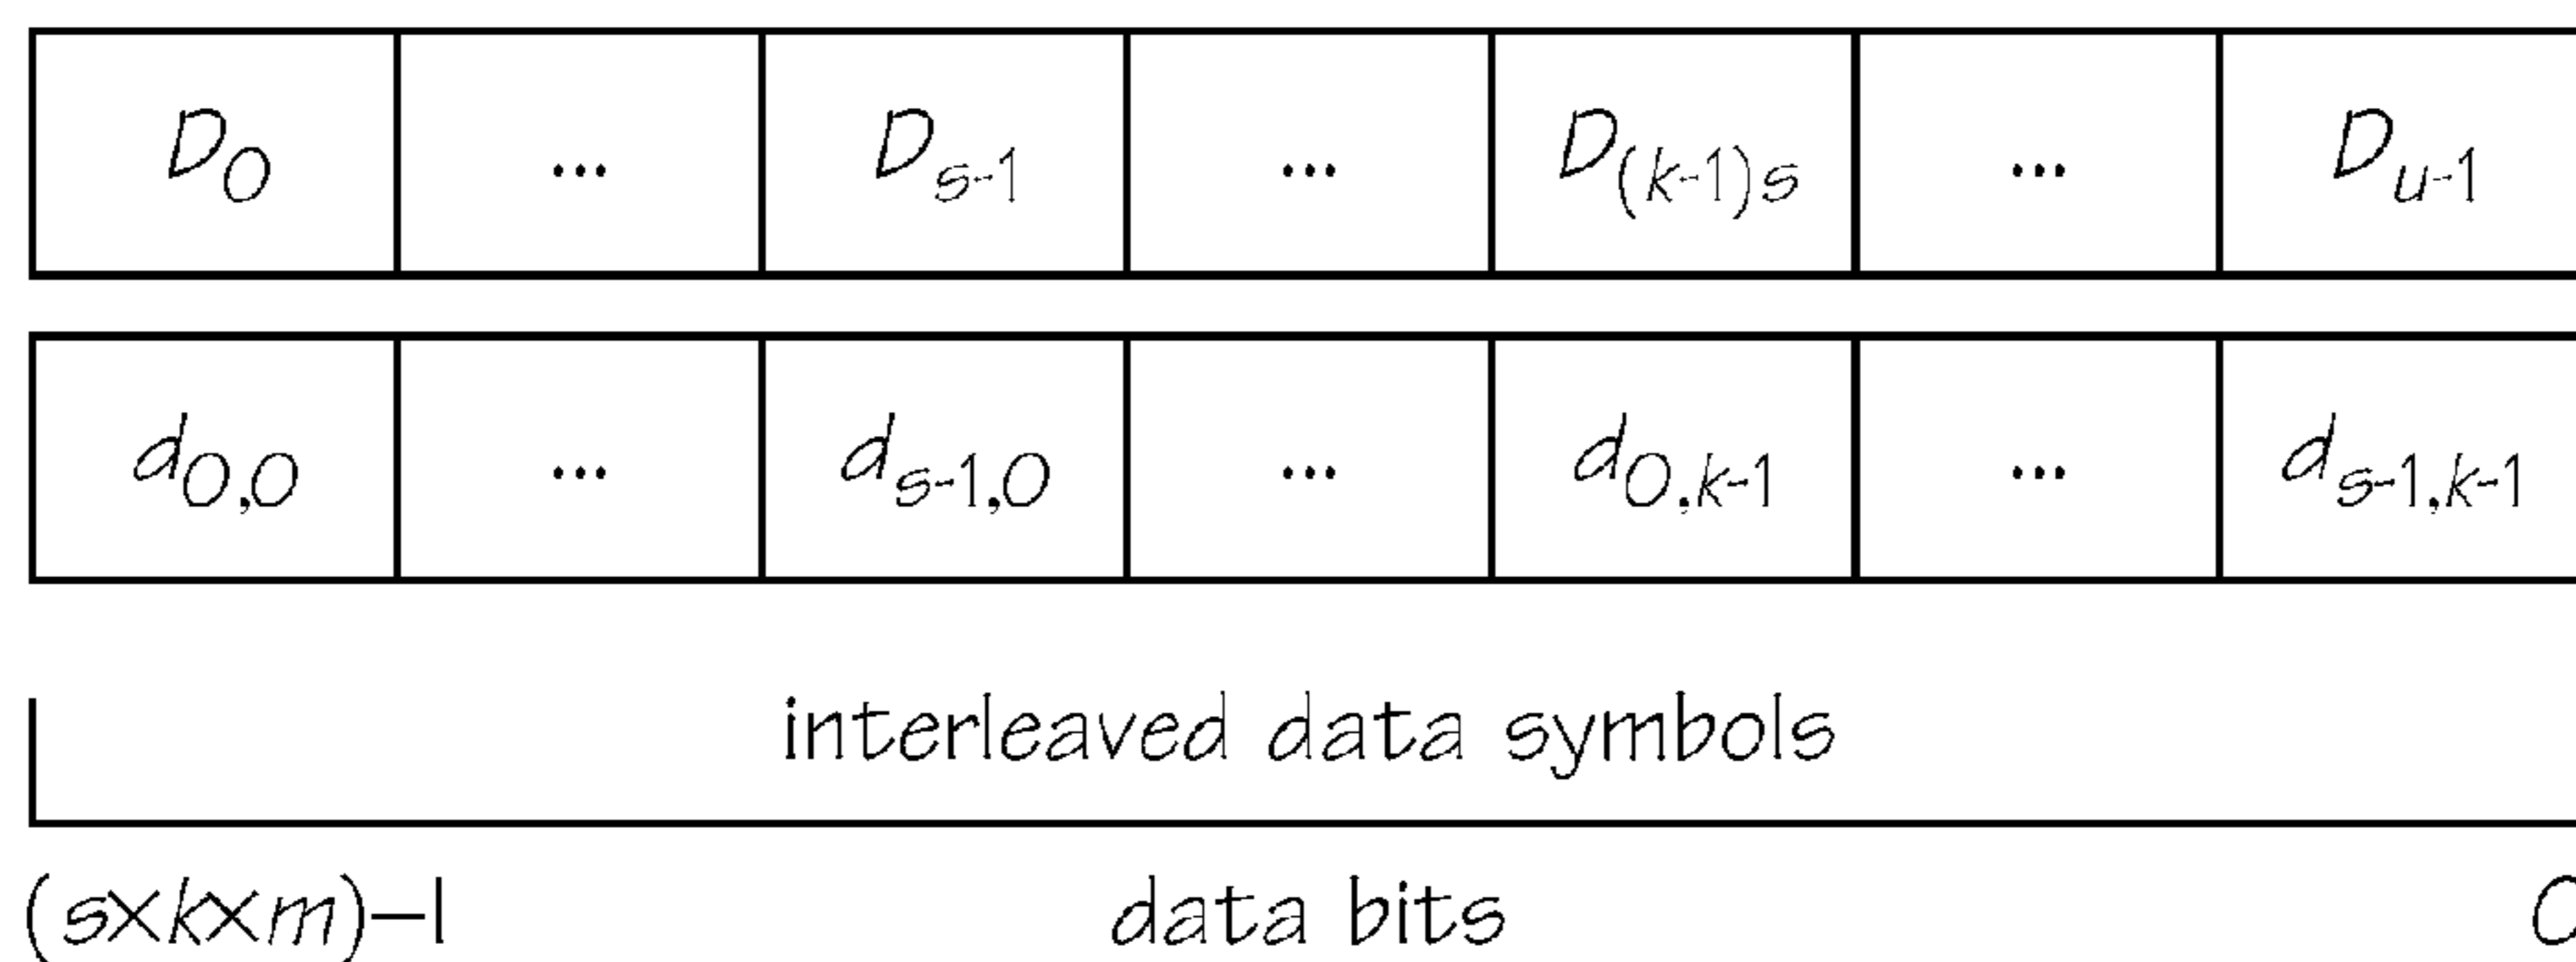 D0 ... Ds-1 ... D(k-1)s ... Du-1
d0,0 ... ds-1,0 ... d0,k-1 ... ds-1,k-1
interleaved data symbols
(s×k×m)–1 data bits 0